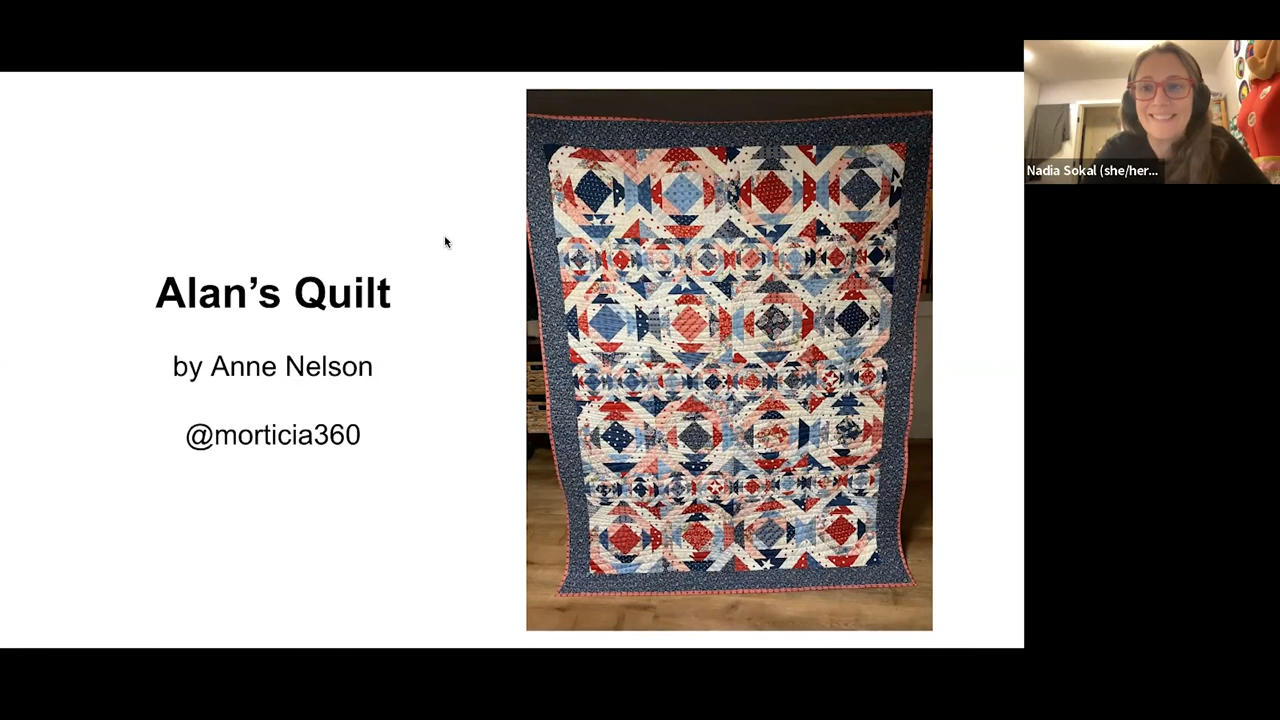 Alan’s Quilt
by Anne Nelson
@morticia360
Nadia Sokal (she/her...